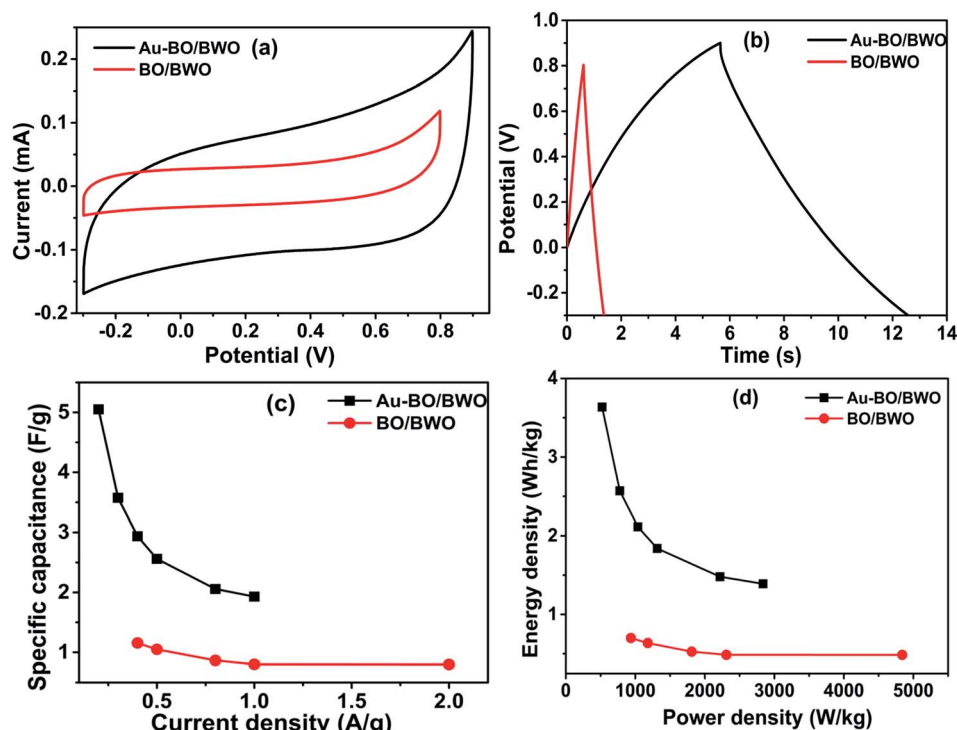 (a)
Au-BO/BWO
BO/BWO
Current (mA)
0.2
0.1
0.0
-0.1
-0.2
-0.2 0.0 0.2 0.4 0.6 0.8
Potential (V)
(b)
Au-BO/BWO
BO/BWO
Potential (V)
1.0
0.8
0.4
0.0
-0.2
0 2 4 6 8 10 12 14
Time (s)
(c)
Au-BO/BWO
BO/BWO
Specific capacitance (F/g)
5
4
3
2
1
0.5 1.0 1.5 2.0
Current density (A/g)
(d)
Au-BO/BWO
BO/BWO
Energy density (Wh/kg)
4
3
2
1
0
0 1000 2000 3000 4000 5000
Power density (W/kg)